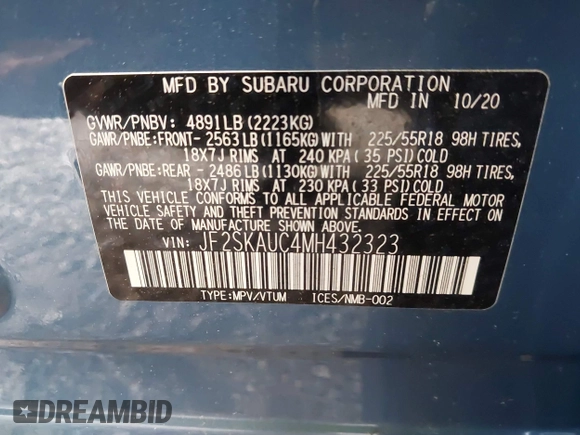 MFD BY SUBARU CORPORATION
MFD IN 10/20
GVWR/PNBV: 4891LB(2223KG)
GAWR/PNBE:FRONT- 2563LB(1165KG)WITH 225/55R18 98H TIRES,
18X7J RIMS AT 240 KPA( 35 PSI)COLD
GAWR/PNBE:REAR - 2486LB(1130KG)WITH 225/55R18 98H TIRES,
18X7J RIMS AT 230 KPA( 33 PSI)COLD
THIS VEHICLE CONFORMS TO ALL APPLICABLE FEDERAL MOTOR
VEHICLE SAFETY AND THEFT PREVENTION STANDARDS IN EFFECT
ON THE DATE OF MANUFACTURE SHOWN ABOVE.
VIN: JF2SKAUC4MH432323
TYPE:MPV/VTUM ICES/NMB-002
DREAMBID